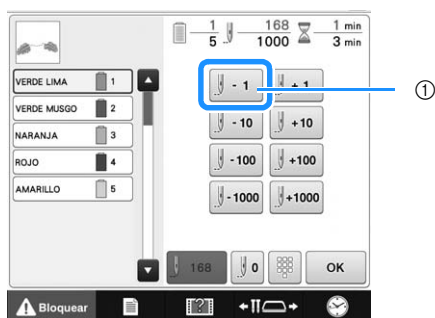 1 168 1 min
5 1000 3 min
VERDE LIMA 1
VERDE MUSGO 2
NARANJA 3
ROJO 4
AMARILLO 5
- 1 + 1
①
- 10 +10
- 100 +100
- 1000 +1000
168 0 OK
Bloquear